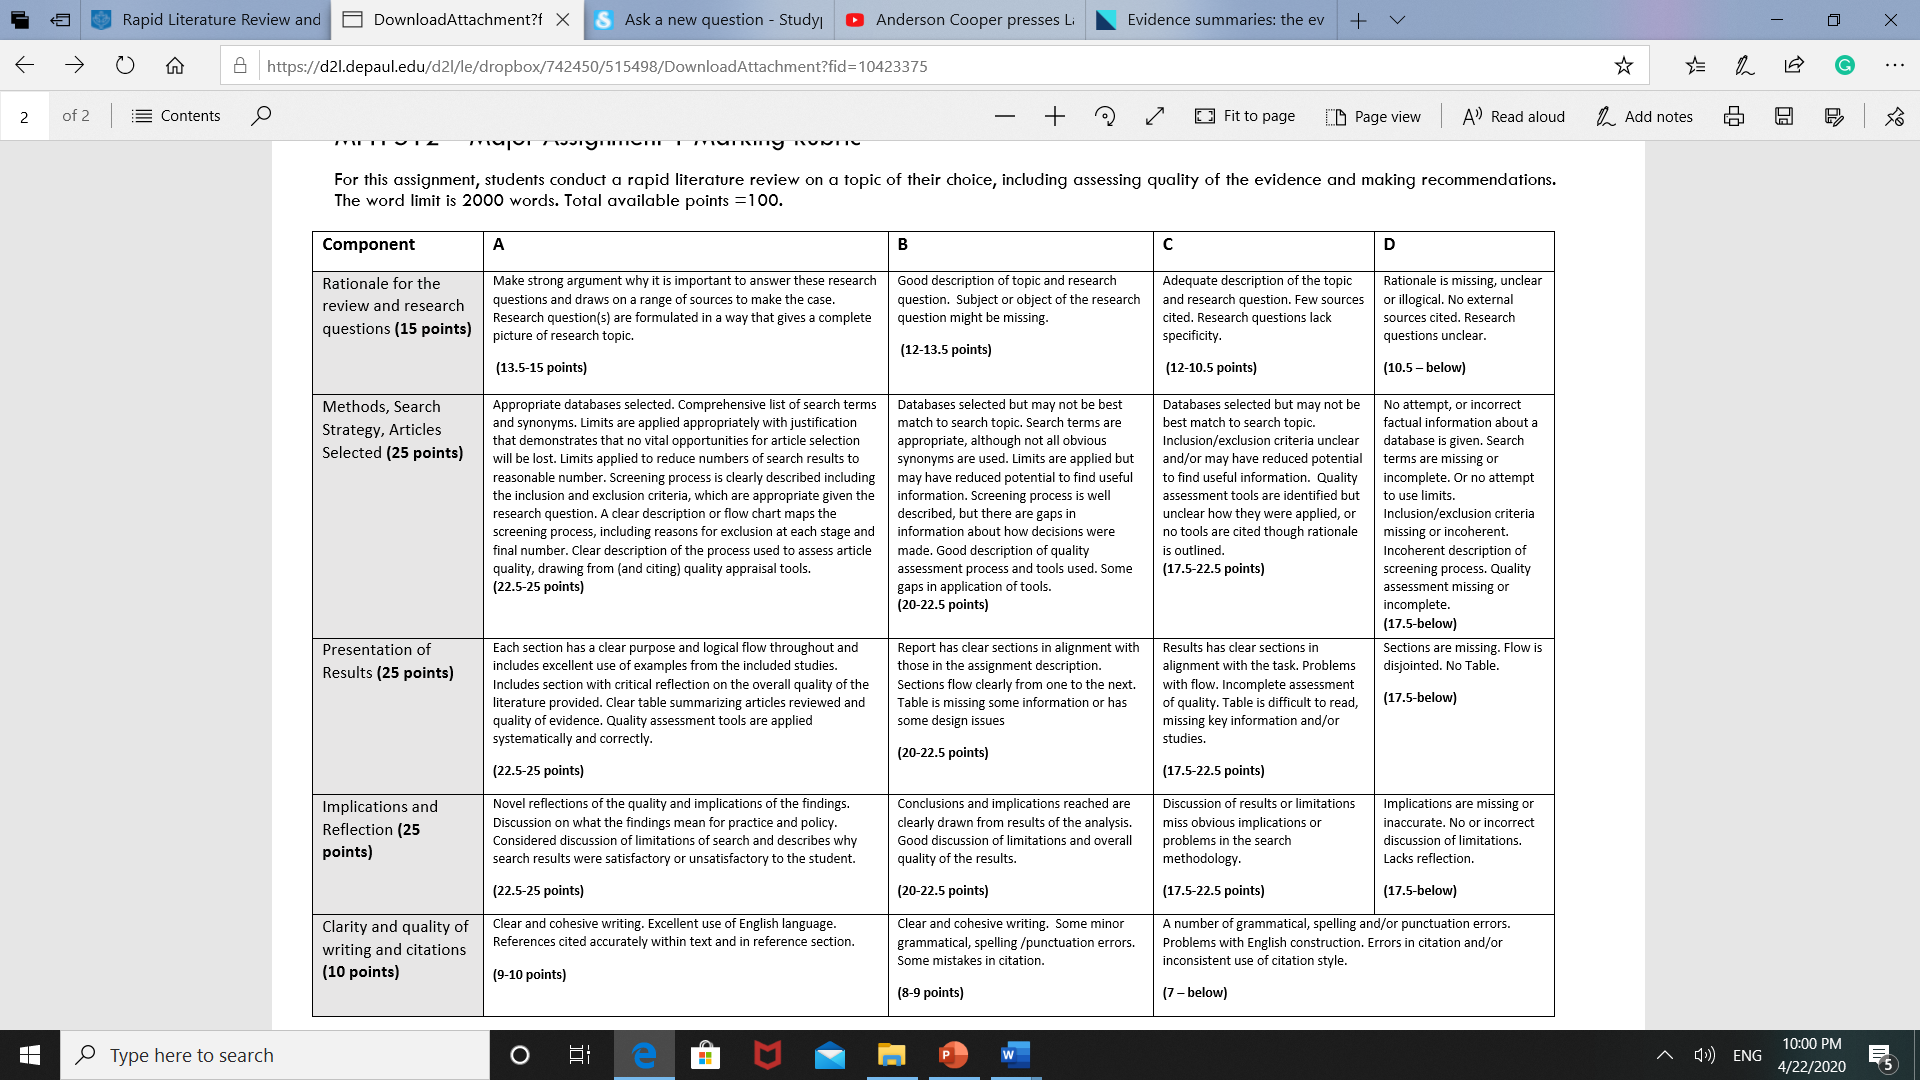 Rapid Literature Review and
DownloadAttachment?f
Ask a new question - Study
Anderson Cooper presses La
Evidence summaries: the ev
https://d2l.depaul.edu/d2l/le/dropbox/742450/515498/DownloadAttachment?fid=10423375
2 of 2
Contents
Fit to page
Page view
Read aloud
Add notes
Major Assignment 1 Marking Rubric
For this assignment, students conduct a rapid literature review on a topic of their choice, including assessing quality of the evidence and making recommendations.
The word limit is 2000 words. Total available points =100.
Component
A
B
C
D
Rationale for the
review and research
questions (15 points)
Make strong argument why it is important to answer these research
questions and draws on a range of sources to make the case.
Research question(s) are formulated in a way that gives a complete
picture of research topic.
(13.5-15 points)
Good description of topic and research
question. Subject or object of the research
question might be missing.
(12-13.5 points)
Adequate description of the topic
and research question. Few sources
cited. Research questions lack
specificity.
(12-10.5 points)
Rationale is missing, unclear
or illogical. No external
sources cited. Research
questions unclear.
(10.5 – below)
Methods, Search
Strategy, Articles
Selected (25 points)
Appropriate databases selected. Comprehensive list of search terms
and synonyms. Limits are applied appropriately with justification
that demonstrates that no vital opportunities for article selection
will be lost. Limits applied to reduce numbers of search results to
reasonable number. Screening process is clearly described including
the inclusion and exclusion criteria, which are appropriate given the
research question. A clear description or flow chart maps the
screening process, including reasons for exclusion at each stage and
final number. Clear description of the process used to assess article
quality, drawing from (and citing) quality appraisal tools.
(22.5-25 points)
Databases selected but may not be best
match to search topic. Search terms are
appropriate, although not all obvious
synonyms are used. Limits are applied but
may have reduced potential to find useful
information. Screening process is well
described, but there are gaps in
information about how decisions were
made. Good description of quality
assessment process and tools used. Some
gaps in application of tools.
(20-22.5 points)
Databases selected but may not be
best match to search topic.
Inclusion/exclusion criteria unclear
and/or may have reduced potential
to find useful information. Quality
assessment tools are identified but
unclear how they were applied, or
no tools are cited though rationale
is outlined.
(17.5-22.5 points)
No attempt, or incorrect
factual information about a
database is given. Search
terms are missing or
incomplete. Or no attempt
to use limits.
Inclusion/exclusion criteria
missing or incoherent.
Incoherent description of
screening process. Quality
assessment missing or
incomplete.
(17.5-below)
Presentation of
Results (25 points)
Each section has a clear purpose and logical flow throughout and
includes excellent use of examples from the included studies.
Includes section with critical reflection on the overall quality of the
literature provided. Clear table summarizing articles reviewed and
quality of evidence. Quality assessment tools are applied
systematically and correctly.
(22.5-25 points)
Report has clear sections in alignment with
those in the assignment description.
Sections flow clearly from one to the next.
Table is missing some information or has
some design issues
(20-22.5 points)
Results has clear sections in
alignment with the task. Problems
with flow. Incomplete assessment
of quality. Table is difficult to read,
missing key information and/or
studies.
(17.5-22.5 points)
Sections are missing. Flow is
disjointed. No Table.
(17.5-below)
Implications and
Reflection (25
points)
Novel reflections of the quality and implications of the findings.
Discussion on what the findings mean for practice and policy.
Considered discussion of limitations of search and describes why
search results were satisfactory or unsatisfactory to the student.
(22.5-25 points)
Conclusions and implications reached are
clearly drawn from results of the analysis.
Good discussion of limitations and overall
quality of the results.
(20-22.5 points)
Discussion of results or limitations
miss obvious implications or
problems in the search
methodology.
(17.5-22.5 points)
Implications are missing or
inaccurate. No or incorrect
discussion of limitations.
Lacks reflection.
(17.5-below)
Clarity and quality of
writing and citations
(10 points)
Clear and cohesive writing. Excellent use of English language.
References cited accurately within text and in reference section.
(9-10 points)
Clear and cohesive writing. Some minor
grammatical, spelling /punctuation errors.
Some mistakes in citation.
(8-9 points)
A number of grammatical, spelling and/or punctuation errors.
Problems with English construction. Errors in citation and/or
inconsistent use of citation style.
(7 – below)
Type here to search
ENG
10:00 PM
4/22/2020
5